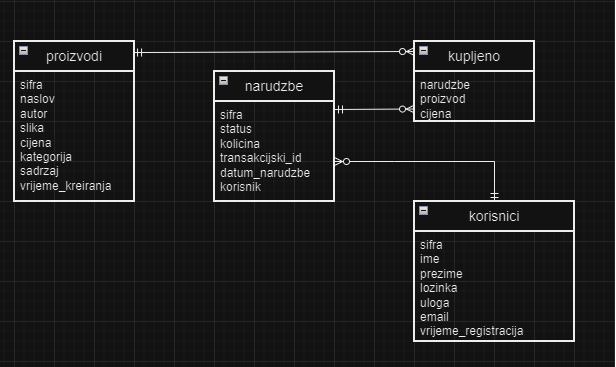 proizvodi
sifra
naslov
autor
slika
cijena
kategorija
sadrzaj
vrijeme_kreiranja
narudzbe
sifra
status
kolicina
transakcijski_id
datum_narudzbe
korisnik
kupljeno
narudzbe
proizvod
cijena
korisnici
sifra
ime
prezime
lozinka
uloga
email
vrijeme_registracija